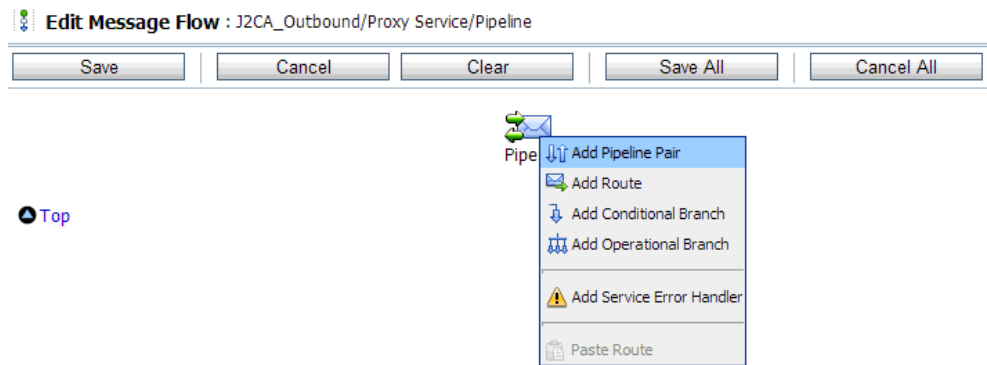 Edit Message Flow : J2CA_Outbound/Proxy Service/Pipeline
Save Cancel Clear Save All Cancel All
Pipe
Add Pipeline Pair
Add Route
Add Conditional Branch
Add Operational Branch
Add Service Error Handler
Paste Route
Top